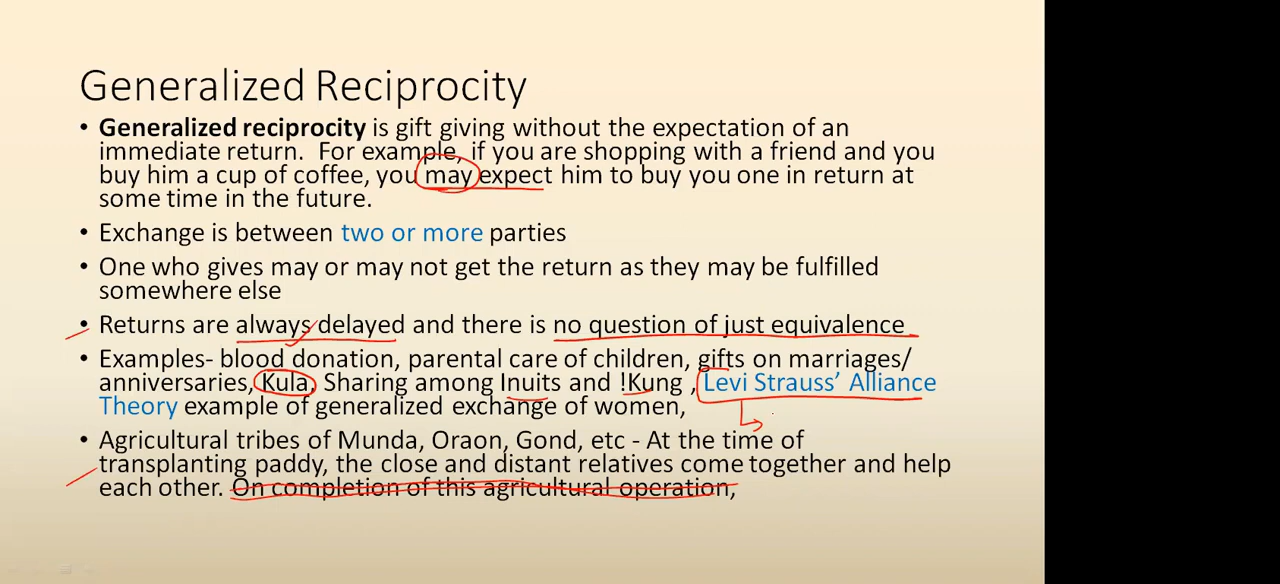 Generalized Reciprocity
• Generalized reciprocity is gift giving without the expectation of an
immediate return. For example, if you are shopping with a friend and you
buy him a cup of coffee, you may expect him to buy you one in return at
some time in the future.
• Exchange is between two or more parties
• One who gives may or may not get the return as they may be fulfilled
somewhere else
• Returns are always delayed and there is no question of just equivalence
• Examples- blood donation, parental care of children, gifts on marriages/
anniversaries, Kula, Sharing among Inuits and !Kung , Levi Strauss’ Alliance
Theory example of generalized exchange of women,
• Agricultural tribes of Munda, Oraon, Gond, etc - At the time of
transplanting paddy, the close and distant relatives come together and help
each other. On completion of this agricultural operation,